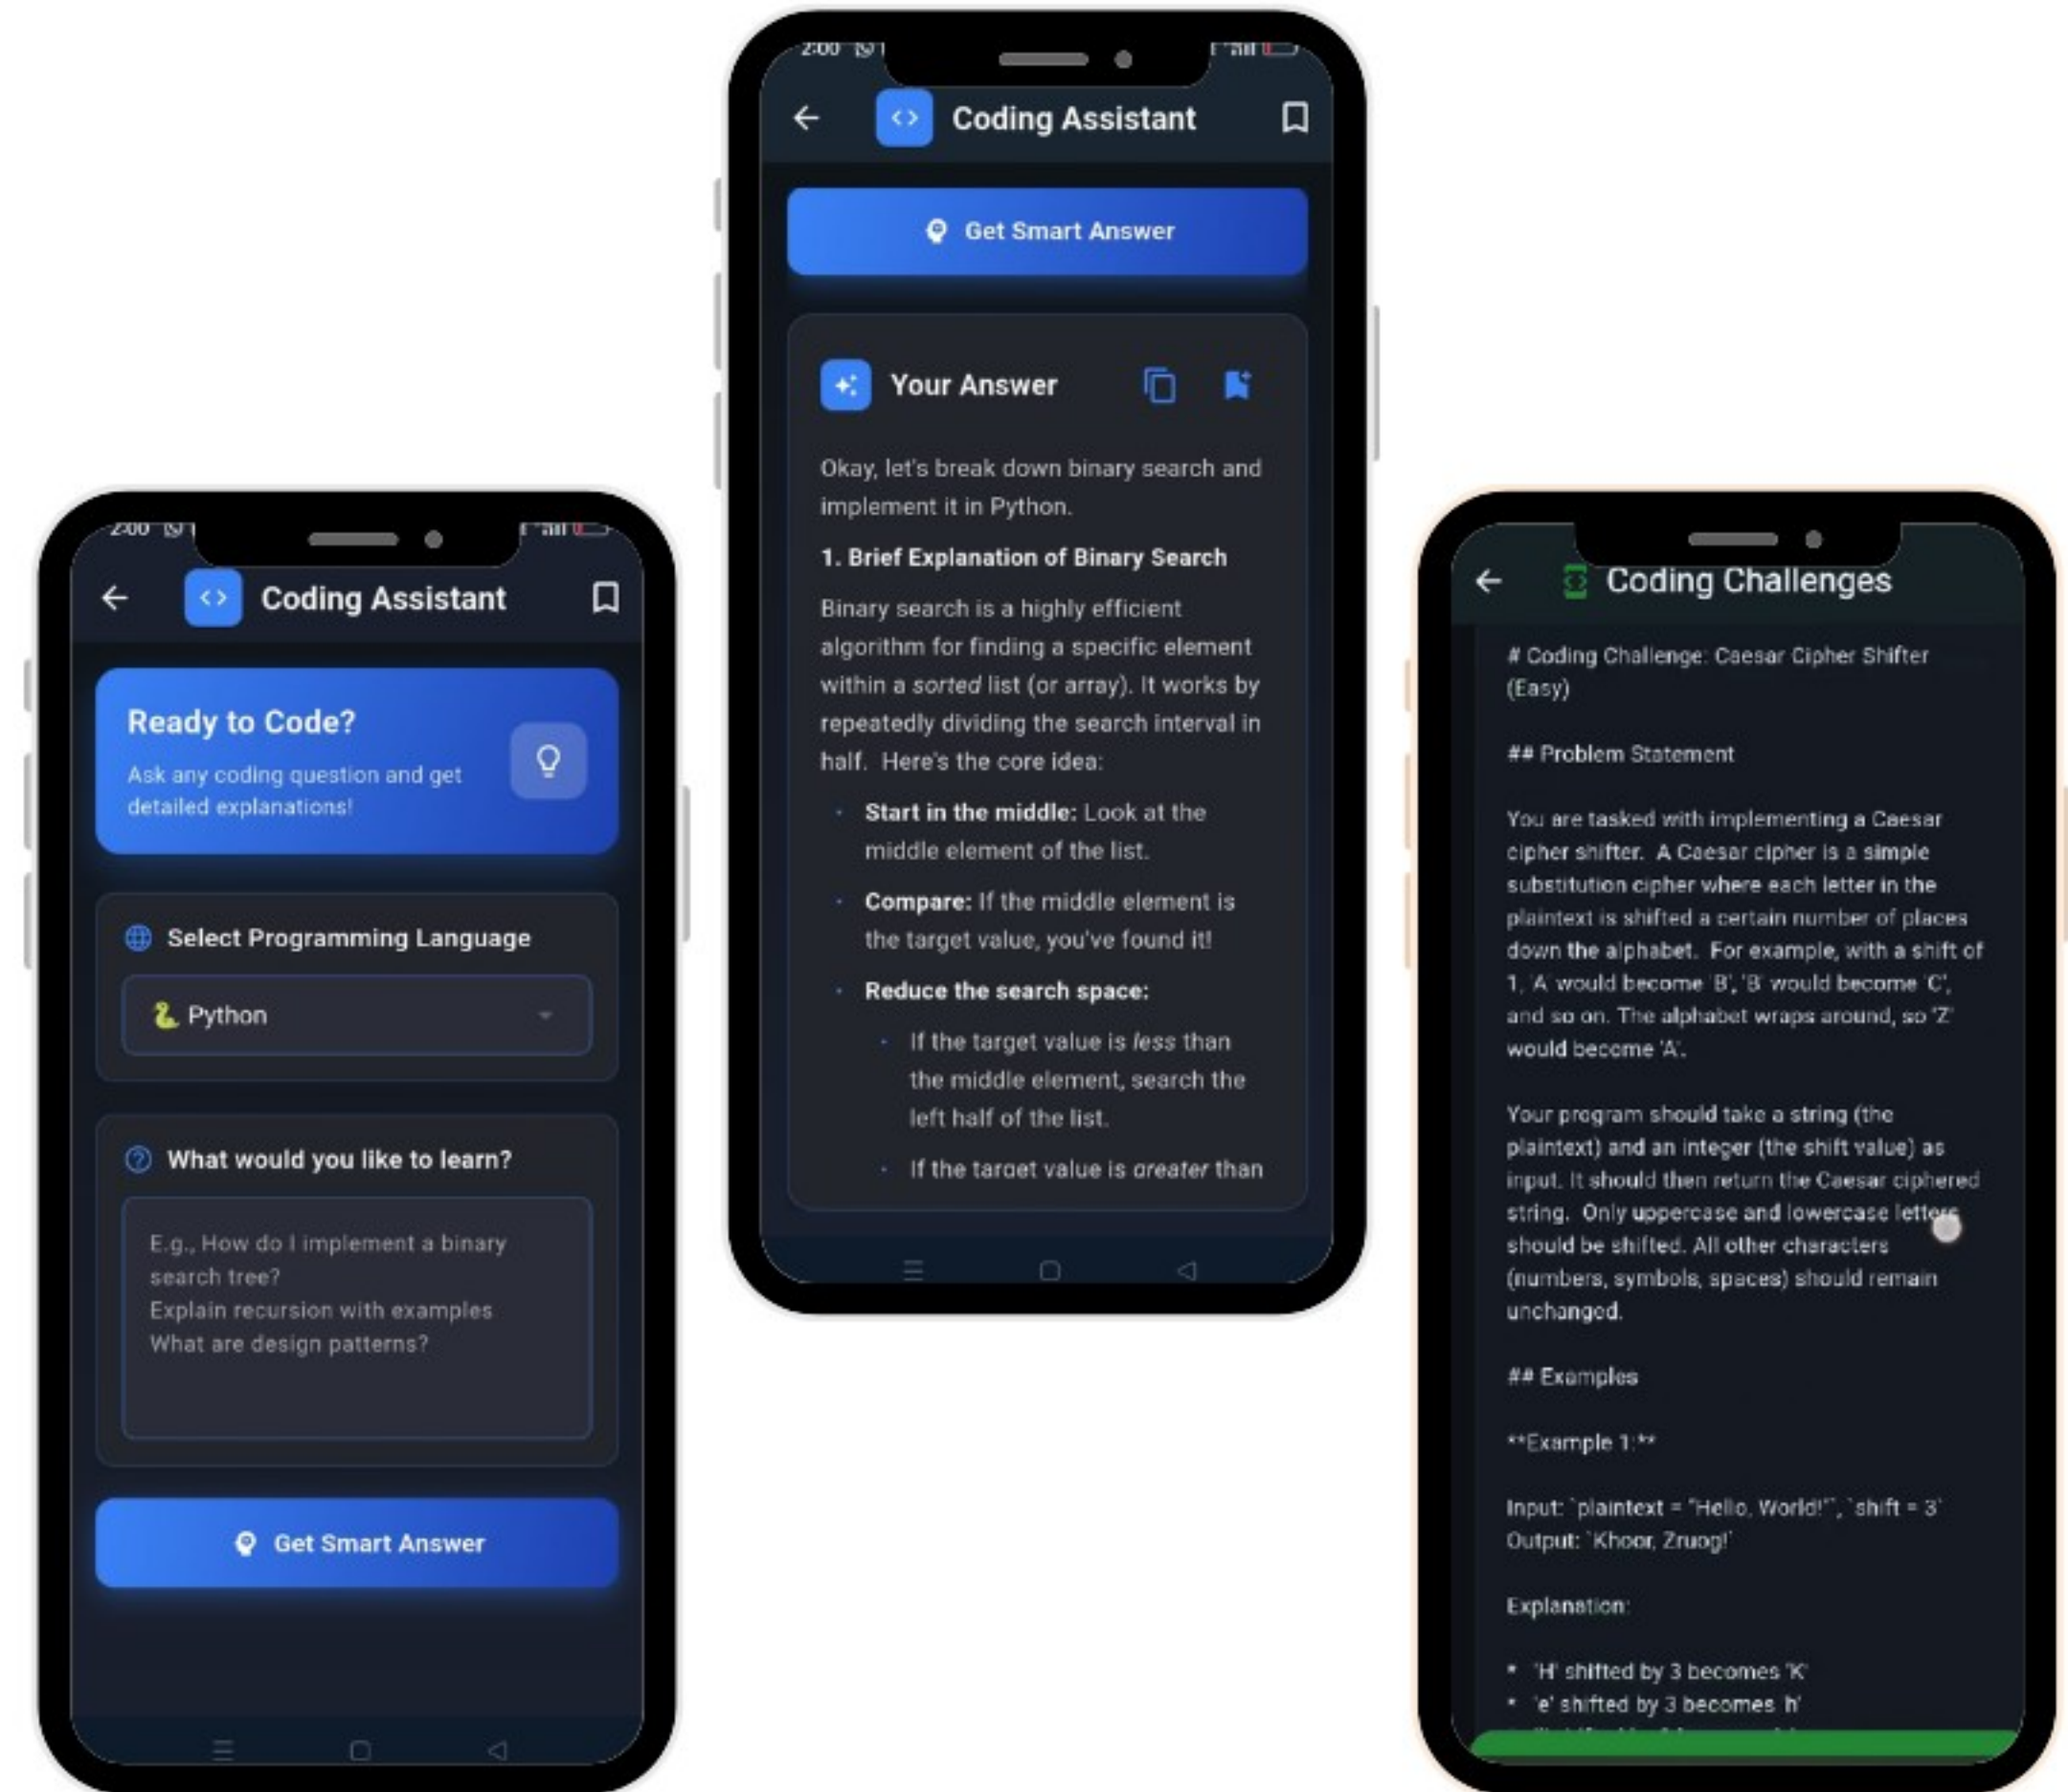 2:00
Coding Assistant
Ready to Code?
Ask any coding question and get
detailed explanations!
Select Programming Language
Python
What would you like to learn?
E.g., How do I implement a binary
search tree?
Explain recursion with examples
What are design patterns?
Get Smart Answer
2:00
Coding Assistant
Get Smart Answer
Your Answer
Okay, let's break down binary search and
implement it in Python.
1. Brief Explanation of Binary Search
Binary search is a highly efficient
algorithm for finding a specific element
within a sorted list (or array). It works by
repeatedly dividing the search interval in
half. Here's the core idea:
· Start in the middle: Look at the
middle element of the list.
· Compare: If the middle element is
the target value, you've found it!
· Reduce the search space:
· If the target value is less than
the middle element, search the
left half of the list.
· If the target value is greater than
Coding Challenges
# Coding Challenge: Caesar Cipher Shifter
(Easy)
## Problem Statement
You are tasked with implementing a Caesar
cipher shifter. A Caesar cipher is a simple
substitution cipher where each letter in the
plaintext is shifted a certain number of places
down the alphabet. For example, with a shift of
1, 'A' would become 'B', 'B' would become 'C',
and so on. The alphabet wraps around, so 'Z'
would become 'A'.
Your program should take a string (the
plaintext) and an integer (the shift value) as
input. It should then return the Caesar ciphered
string. Only uppercase and lowercase letters
should be shifted. All other characters
(numbers, symbols, spaces) should remain
unchanged.
## Examples
**Example 1:**
Input: `plaintext = "Hello, World!"`, `shift = 3`
Output: `Khoor, Zruog!`
Explanation:
* 'H' shifted by 3 becomes 'K'
* 'e' shifted by 3 becomes 'h'